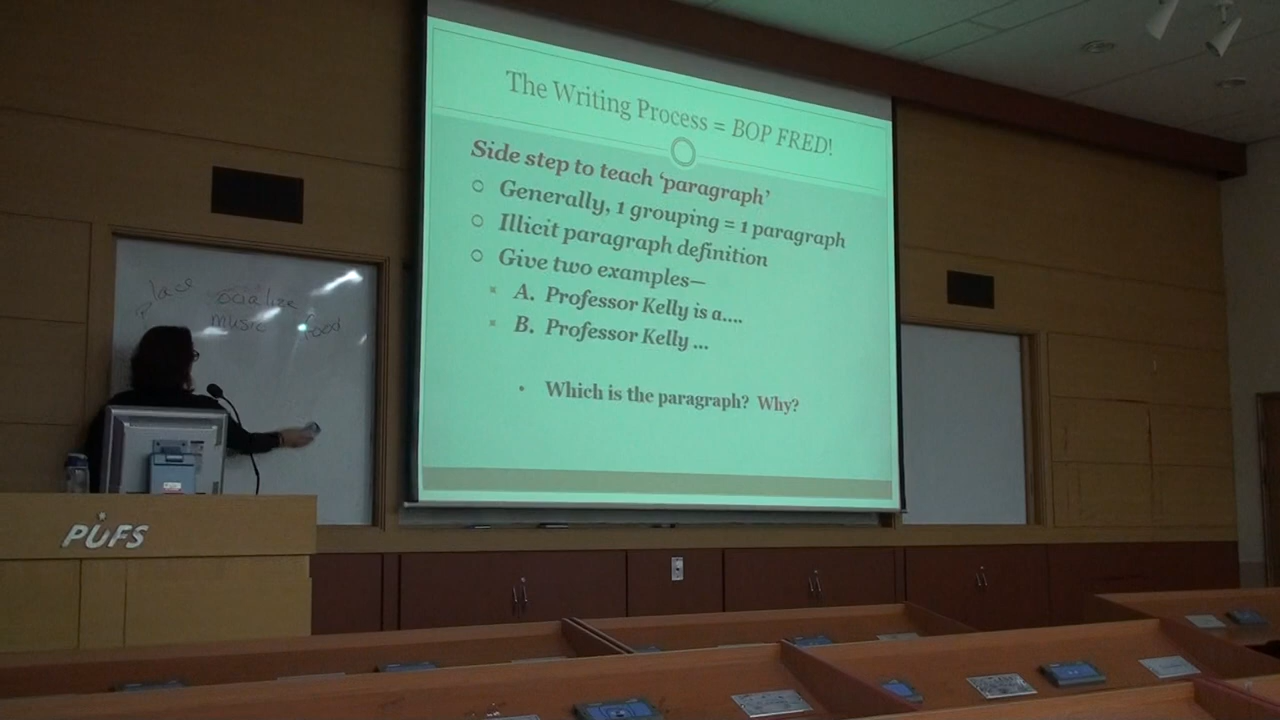 The Writing Process = BOP FRED!
Side step to teach ‘paragraph’
Generally, 1 grouping = 1 paragraph
Illicit paragraph definition
Give two examples—
A. Professor Kelly is a....
B. Professor Kelly ...
Which is the paragraph? Why?
place socialize
music food
PUFS